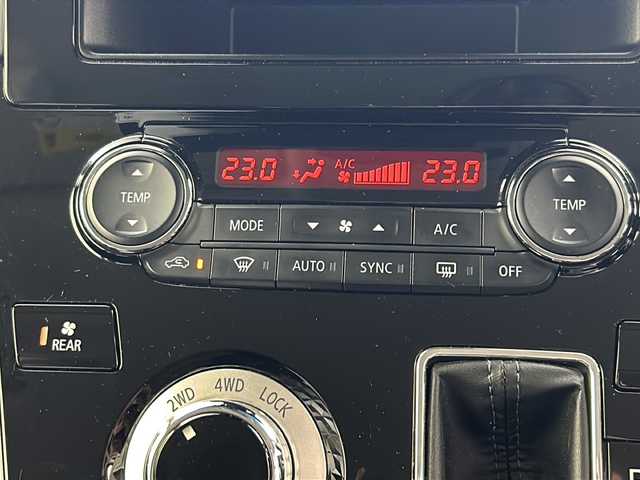 23.0 A/C 23.0
TEMP
TEMP
MODE A/C
AUTO SYNC OFF
REAR
2WD 4WD LOCK